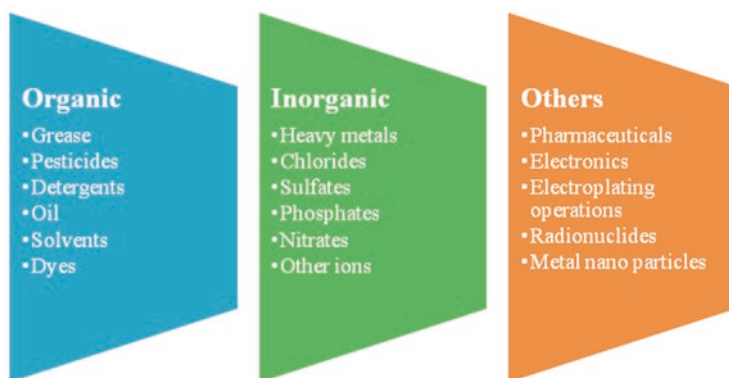 Organic
•Grease
•Pesticides
•Detergents
•Oil
•Solvents
•Dyes
Inorganic
•Heavy metals
•Chlorides
•Sulfates
•Phosphates
•Nitrates
•Other ions
Others
•Pharmaceuticals
•Electronics
•Electroplating
operations
•Radionuclides
•Metal nano particles